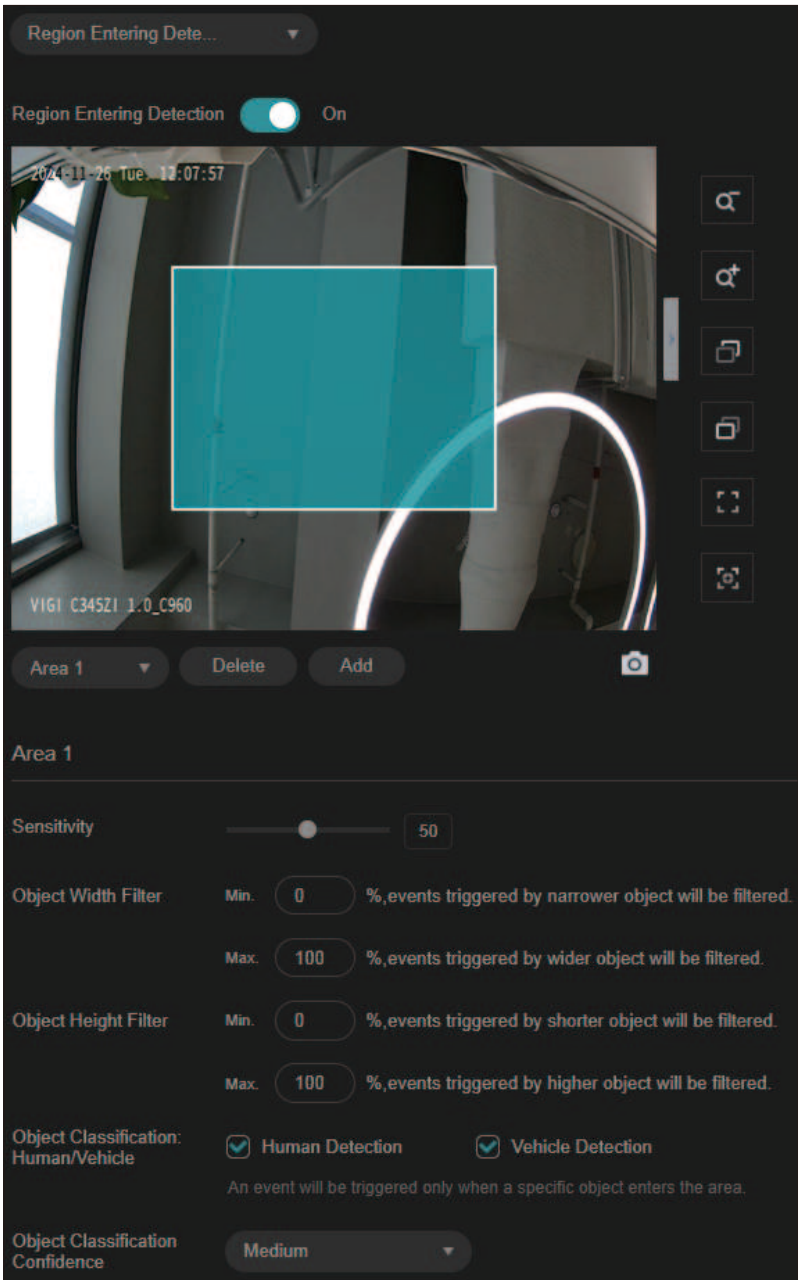 Region Entering Dete...
Region Entering Detection On
2024-11-26 Tue. 12:07:57
VIGI C345ZI 1.0_C960
Area 1 Delete Add
Area 1
Sensitivity 50
Object Width Filter Min. 0 %,events triggered by narrower object will be filtered.
Max. 100 %,events triggered by wider object will be filtered.
Object Height Filter Min. 0 %,events triggered by shorter object will be filtered.
Max. 100 %,events triggered by higher object will be filtered.
Object Classification:
Human/Vehicle Human Detection Vehicle Detection
An event will be triggered only when a specific object enters the area.
Object Classification
Confidence Medium